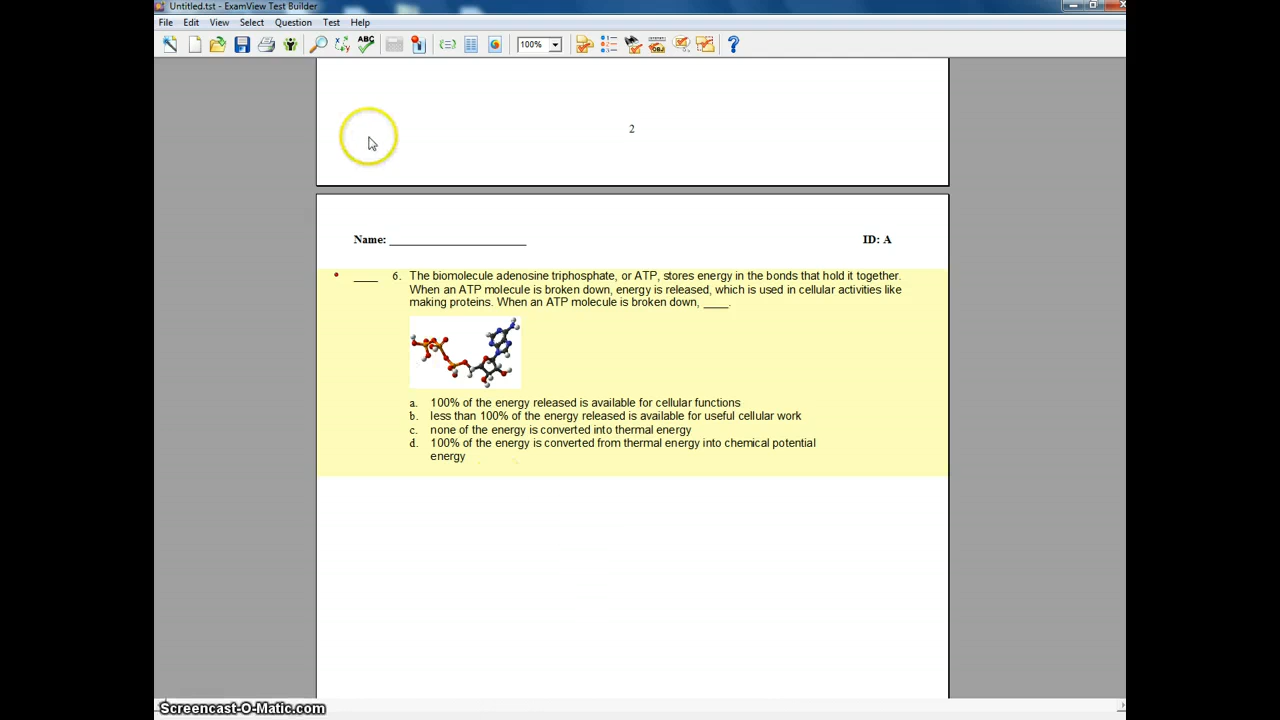 Untitled.tst - ExamView Test Builder
File Edit View Select Question Test Help
ABC 100% OBJ ?
2
Name: ______________________ ID: A
____ 6. The biomolecule adenosine triphosphate, or ATP, stores energy in the bonds that hold it together.
When an ATP molecule is broken down, energy is released, which is used in cellular activities like
making proteins. When an ATP molecule is broken down, ____.
a. 100% of the energy released is available for cellular functions
b. less than 100% of the energy released is available for useful cellular work
c. none of the energy is converted into thermal energy
d. 100% of the energy is converted from thermal energy into chemical potential
energy
Screencast-O-Matic.com